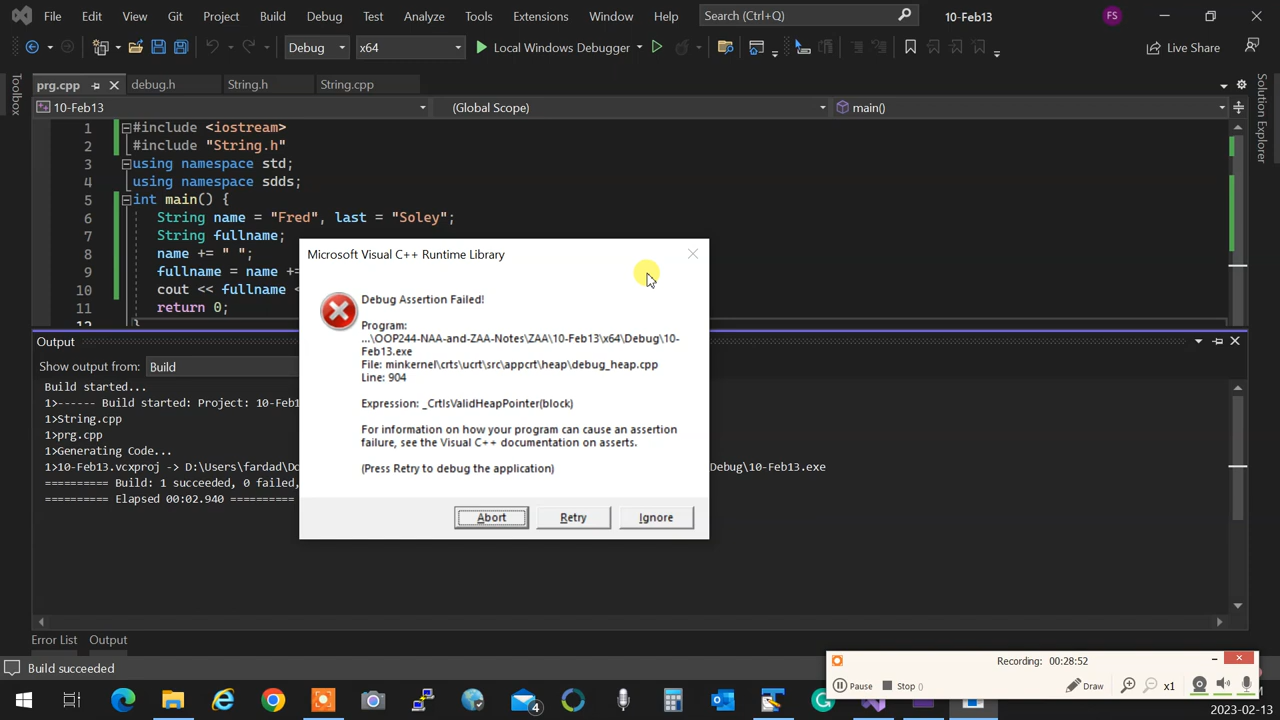 File Edit View Git Project Build Debug Test Analyze Tools Extensions Window Help Search (Ctrl+Q) 10-Feb13 FS
Debug x64 Local Windows Debugger Live Share
prg.cpp debug.h String.h String.cpp
10-Feb13 (Global Scope) main()
Toolbox
Solution Explorer
1 #include <iostream>
2 #include "String.h"
3 using namespace std;
4 using namespace sdds;
5 int main() {
6 String name = "Fred", last = "Soley";
7 String fullname;
8 name += " ";
9 fullname = name +=
10 cout << fullname <
11 return 0;
12 }
Microsoft Visual C++ Runtime Library
Debug Assertion Failed!
Program:
...\OOP244-NAA-and-ZAA-Notes\ZAA\10-Feb13\x64\Debug\10-
Feb13.exe
File: minkernel\crts\ucrt\src\appcrt\heap\debug_heap.cpp
Line: 904
Expression: _CrtIsValidHeapPointer(block)
For information on how your program can cause an assertion
failure, see the Visual C++ documentation on asserts.
(Press Retry to debug the application)
Abort Retry Ignore
Output
Show output from: Build
Build started...
1>------ Build started: Project: 10-Feb1
1>String.cpp
1>prg.cpp
1>Generating Code...
1>10-Feb13.vcxproj -> D:\Users\fardad\Do Debug\10-Feb13.exe
========== Build: 1 succeeded, 0 failed,
========== Elapsed 00:02.940 ==========
Error List Output
Build succeeded
Recording: 00:28:52
Pause Stop () Draw x1
4
2023-02-13